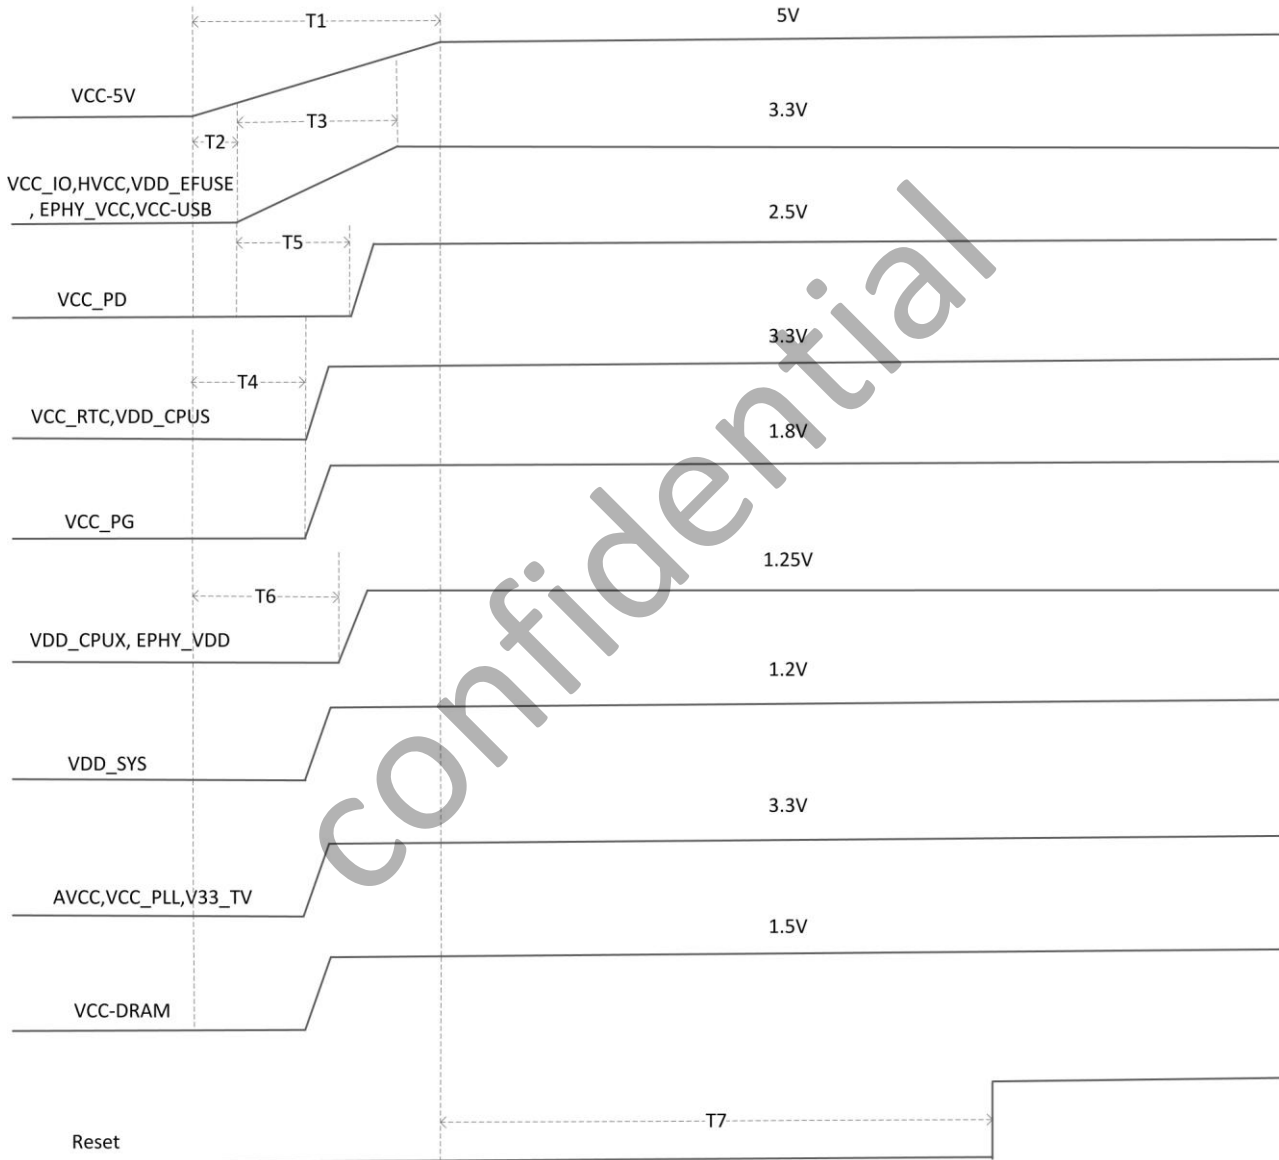 T1
5V
VCC-5V
3.3V
T3
T2
VCC_IO,HVCC,VDD_EFUSE
, EPHY_VCC,VCC-USB
2.5V
T5
VCC_PD
3.3V
T4
VCC_RTC,VDD_CPUS
1.8V
VCC_PG
1.25V
T6
VDD_CPUX, EPHY_VDD
1.2V
VDD_SYS
3.3V
AVCC,VCC_PLL,V33_TV
1.5V
VCC-DRAM
T7
Reset
confidential